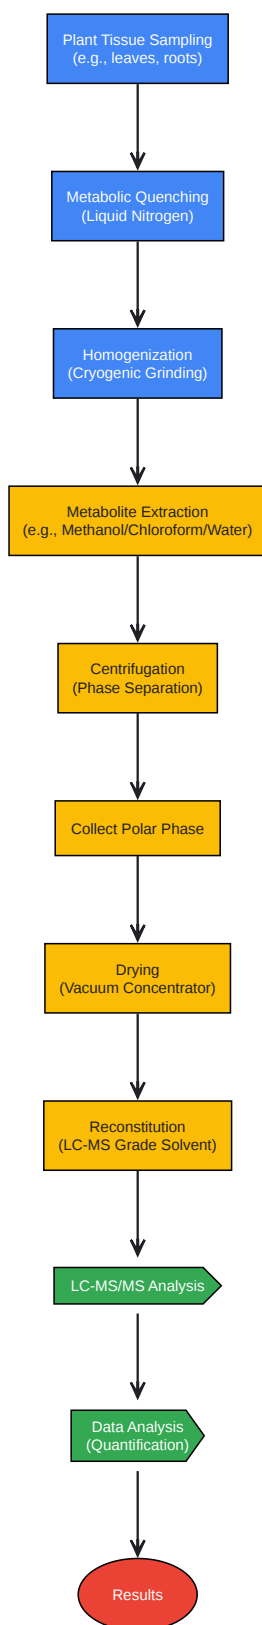 Plant Tissue Sampling
(e.g., leaves, roots)
Metabolic Quenching
(Liquid Nitrogen)
Homogenization
(Cryogenic Grinding)
Metabolite Extraction
(e.g., Methanol/Chloroform/Water)
Centrifugation
(Phase Separation)
Collect Polar Phase
Drying
(Vacuum Concentrator)
Reconstitution
(LC-MS Grade Solvent)
LC-MS/MS Analysis
Data Analysis
(Quantification)
Results